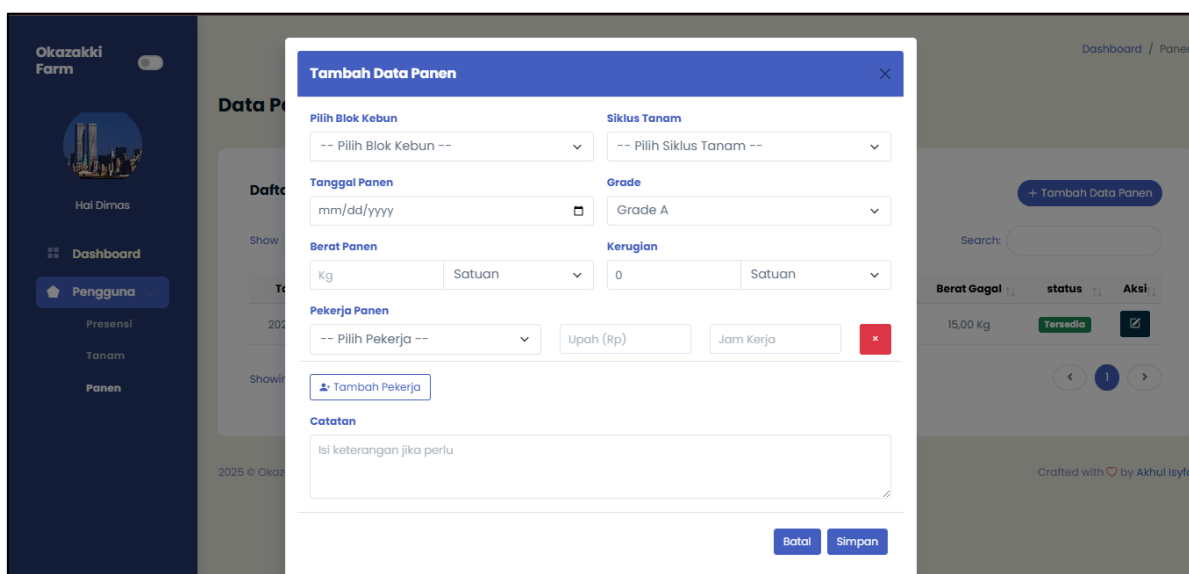 Okazakki
Farm
Hai Dimas
Dashboard
Pengguna
Presensi
Tanam
Panen
Dashboard / Panen
Data P
Tambah Data Panen
Pilih Blok Kebun
Siklus Tanam
-- Pilih Blok Kebun --
-- Pilih Siklus Tanam --
Tanggal Panen
Grade
mm/dd/yyyy
Grade A
Berat Panen
Kerugian
Kg
Satuan
0
Satuan
Pekerja Panen
-- Pilih Pekerja --
Upah (Rp)
Jam Kerja
×
Tambah Pekerja
Catatan
Isi keterangan jika perlu
Batal
Simpan
Dafta
+ Tambah Data Panen
Show
Search:
Berat Gagal
status
Aksi
202
15,00 Kg
Tersedia
Showin
1
2025 © Okaz
Crafted with ♡ by Akhul Isyf